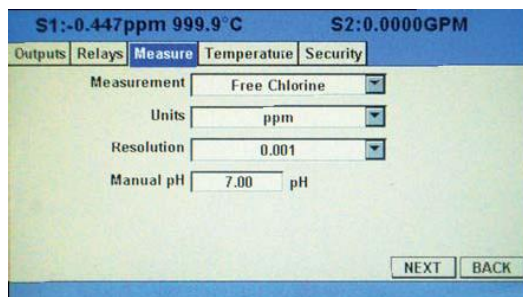 S1:-0.447ppm 999.9°C S2:0.0000GPM
Outputs Relays Measure Temperature Security
Measurement Free Chlorine
Units ppm
Resolution 0.001
Manual pH 7.00 pH
NEXT BACK